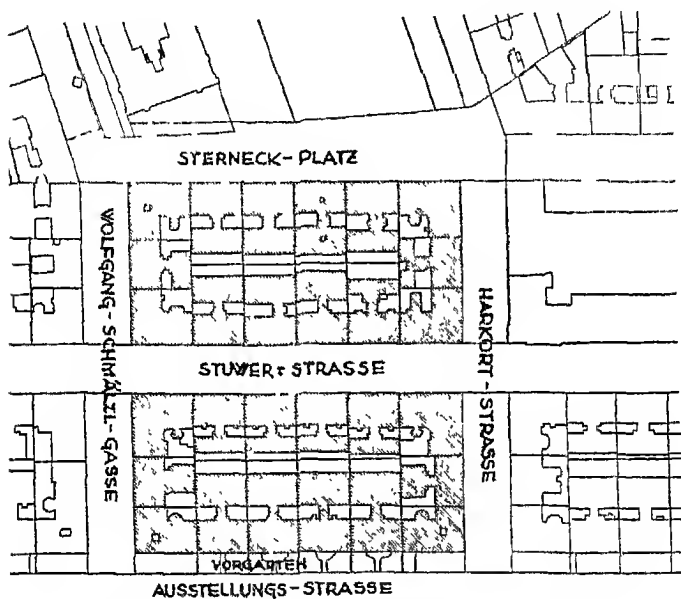 STERNECK-PLATZ
WOLFGANG-SCHMÄLZL-GASSE
HARKORT-STRASSE
STUWER-STRASSE
VORGARTEN
AUSSTELLUNGS-STRASSE